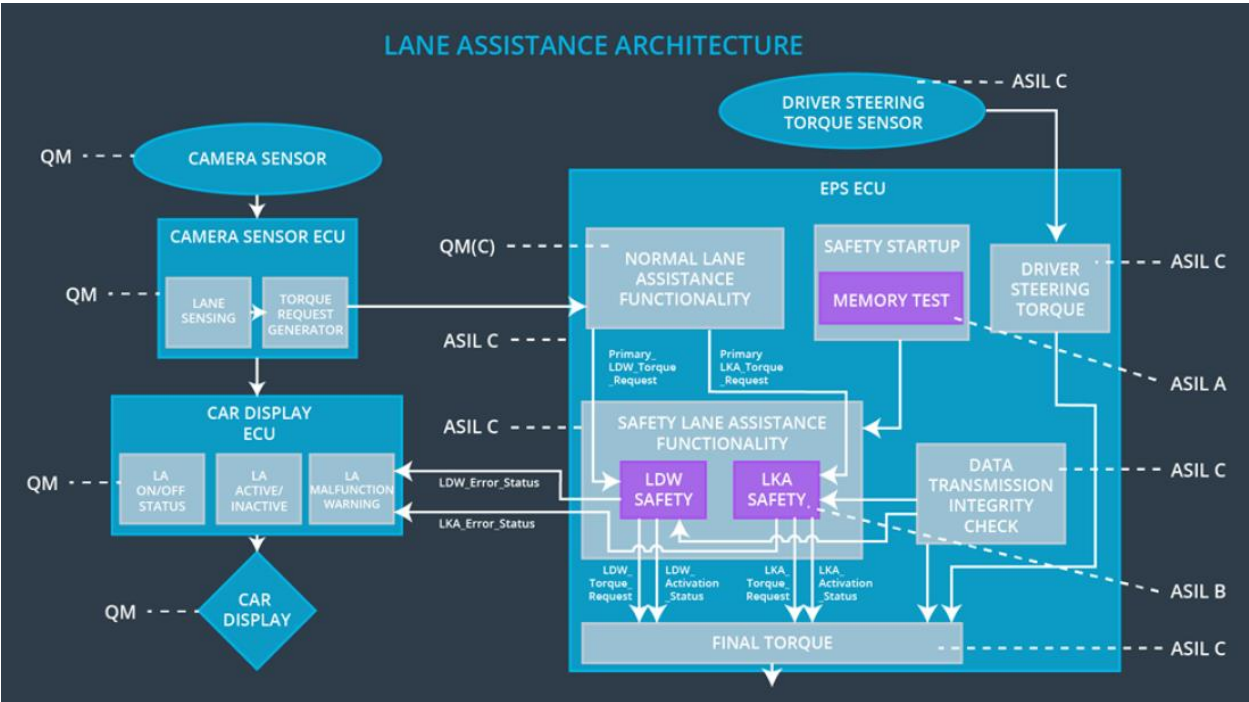 LANE ASSISTANCE ARCHITECTURE
ASIL C
DRIVER STEERING
TORQUE SENSOR
QM
CAMERA SENSOR
EPS ECU
CAMERA SENSOR ECU
LANE
SENSING
TORQUE
REQUEST
GENERATOR
QM
QM(C)
NORMAL LANE
ASSISTANCE
FUNCTIONALITY
SAFETY STARTUP
MEMORY TEST
DRIVER
STEERING
TORQUE
ASIL C
ASIL C
ASIL A
Primary_
LDW_Torque
_Request
Primary
LKA_Torque
_Request
CAR DISPLAY
ECU
LA
ON/OFF
STATUS
LA
ACTIVE/
INACTIVE
LA
MALFUNCTION
WARNING
QM
ASIL C
SAFETY LANE ASSISTANCE
FUNCTIONALITY
LDW
SAFETY
LKA
SAFETY
DATA
TRANSMISSION
INTEGRITY
CHECK
ASIL C
LDW_Error_Status
LKA_Error_Status
LDW_
Torque_
Request
LDW_
Activation
_Status
LKA_
Torque_
Request
LKA_
Activation
_Status
ASIL B
QM
CAR
DISPLAY
FINAL TORQUE
ASIL C